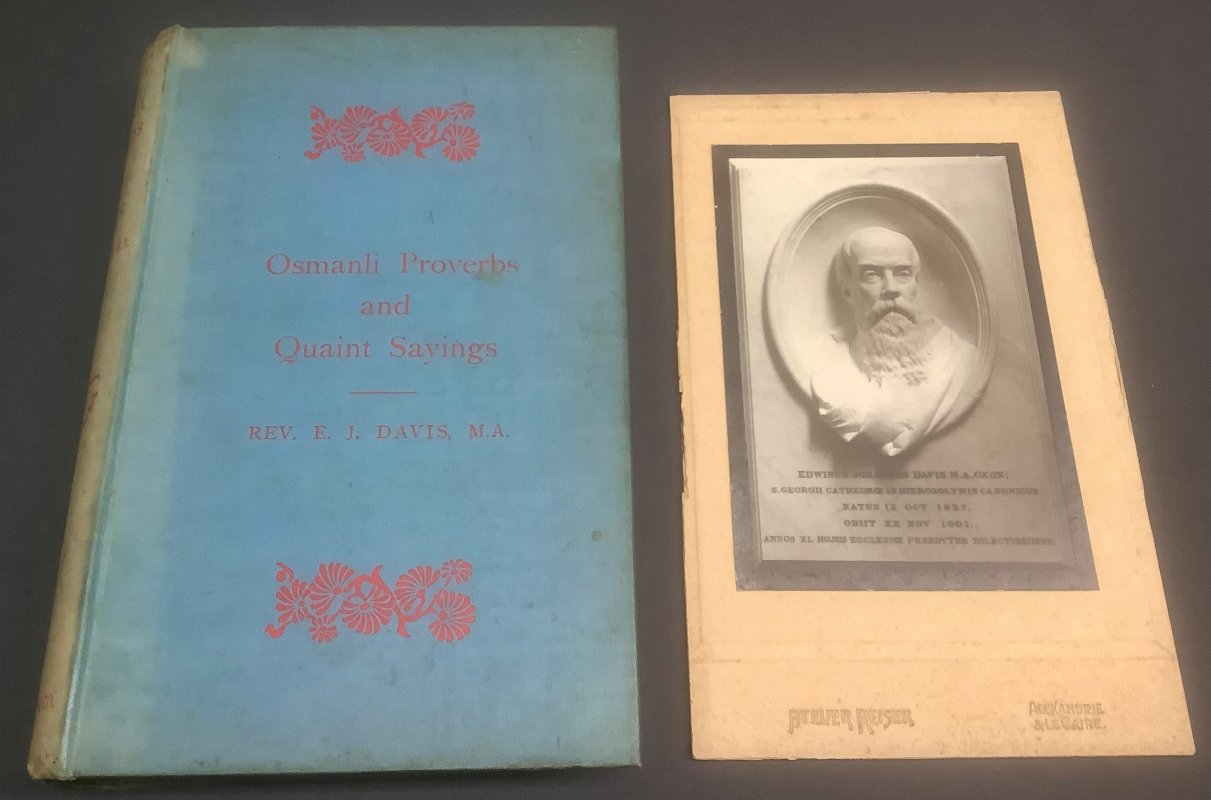 Osmanli Proverbs
and
Quaint Sayings
REV. E. J. DAVIS, M.A.
EDWINUS JOHANNES DAVIS M.A. OXON:
S. GEORGII CATHEDRÆ IN HIEROSOLYMIS CANONICUS
NATUS IX OCT 1827.
OBIIT XX NOV 1901.
ANNOS XL HUJUS ECCLESIÆ PRESBYTER DILECTISSIMUS.
ATELIER REISER
ALEXANDRIE
& LE CAIRE.